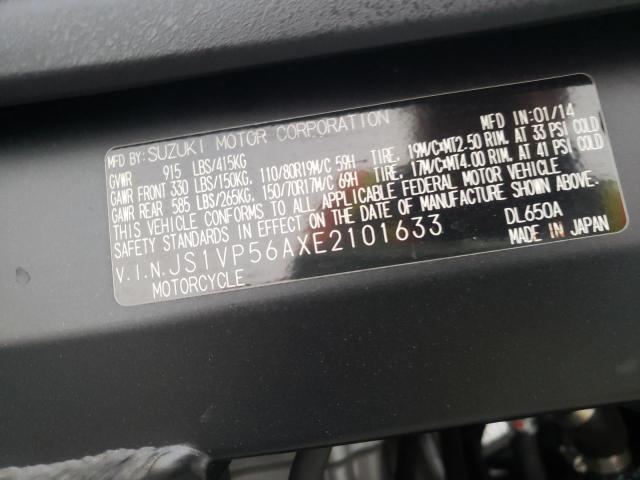 MFD BY: SUZUKI MOTOR CORPORATION MFD IN: 01/14
GVWR 915 LBS/415KG
GAWR FRONT 330 LBS/150KG, 110/80R19M/C 59H TIRE, 19M/C×MT2.50 RIM. AT 33 PSI COLD
GAWR REAR 585 LBS/265KG, 150/70R17M/C 69H TIRE, 17M/C×MT4.00 RIM. AT 41 PSI COLD
THIS VEHICLE CONFORMS TO ALL APPLICABLE FEDERAL MOTOR VEHICLE
SAFETY STANDARDS IN EFFECT ON THE DATE OF MANUFACTURE SHOWN ABOVE.
V.I.N. JS1VP56AXE2101633 DL650A
MOTORCYCLE MADE IN JAPAN